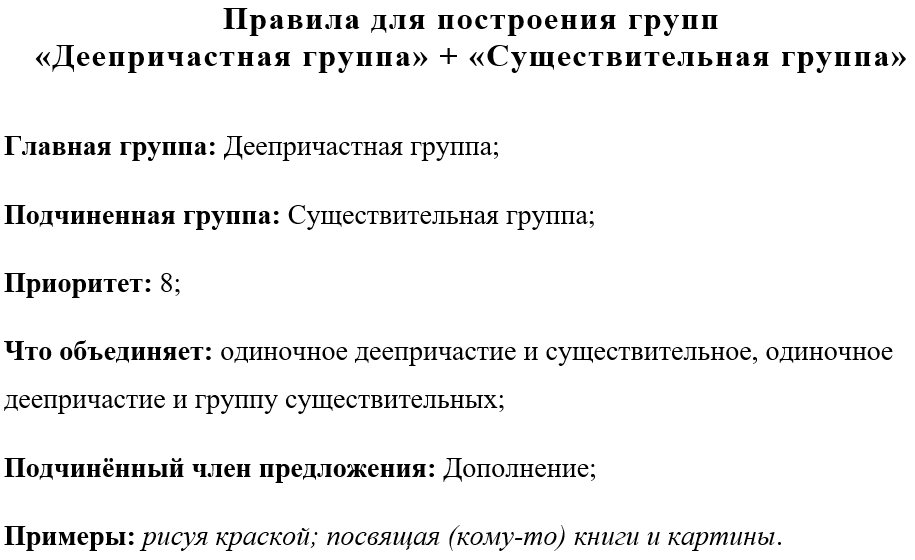 Правила для построения групп
«Деепричастная группа» + «Существительная группа»
Главная группа: Деепричастная группа;
Подчиненная группа: Существительная группа;
Приоритет: 8;
Что объединяет: одиночное деепричастие и существительное, одиночное
деепричастие и группу существительных;
Подчинённый член предложения: Дополнение;
Примеры: рисуя краской; посвящая (кому-то) книги и картины.